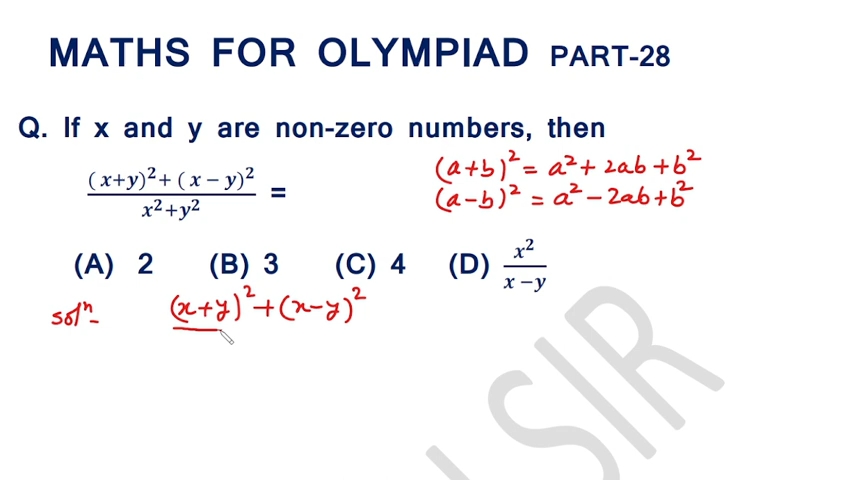 MATHS FOR OLYMPIAD PART-28
Q. If x and y are non-zero numbers, then
(x+y)²+(x−y)² / x²+y² =
(a+b)² = a²+2ab+b²
(a−b)² = a²−2ab+b²
(A) 2 (B) 3 (C) 4 (D) x² / x−y
solⁿ- (x+y)²+(x−y)²
SIR